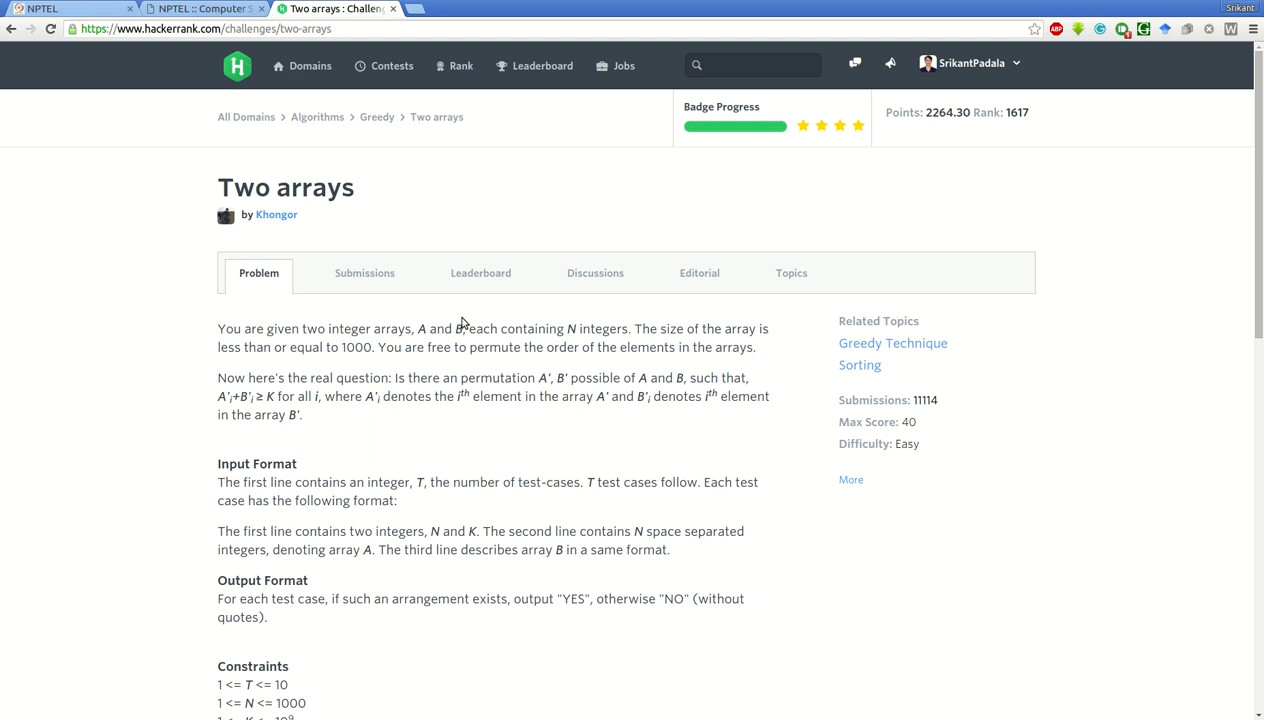 NPTEL
NPTEL :: Computer S
Two arrays : Challen
Srikant
https://www.hackerrank.com/challenges/two-arrays
Domains
Contests
Rank
Leaderboard
Jobs
SrikantPadala
All Domains > Algorithms > Greedy > Two arrays
Badge Progress
Points: 2264.30 Rank: 1617
Two arrays
by Khongor
Problem
Submissions
Leaderboard
Discussions
Editorial
Topics
You are given two integer arrays, A and B, each containing N integers. The size of the array is
less than or equal to 1000. You are free to permute the order of the elements in the arrays.
Now here's the real question: Is there an permutation A', B' possible of A and B, such that,
A'i+B'i ≥ K for all i, where A'i denotes the ith element in the array A' and B'i denotes ith element
in the array B'.
Input Format
The first line contains an integer, T, the number of test-cases. T test cases follow. Each test
case has the following format:
The first line contains two integers, N and K. The second line contains N space separated
integers, denoting array A. The third line describes array B in a same format.
Output Format
For each test case, if such an arrangement exists, output "YES", otherwise "NO" (without
quotes).
Constraints
1 <= T <= 10
1 <= N <= 1000
1 <= K <= 10^9
Related Topics
Greedy Technique
Sorting
Submissions: 11114
Max Score: 40
Difficulty: Easy
More